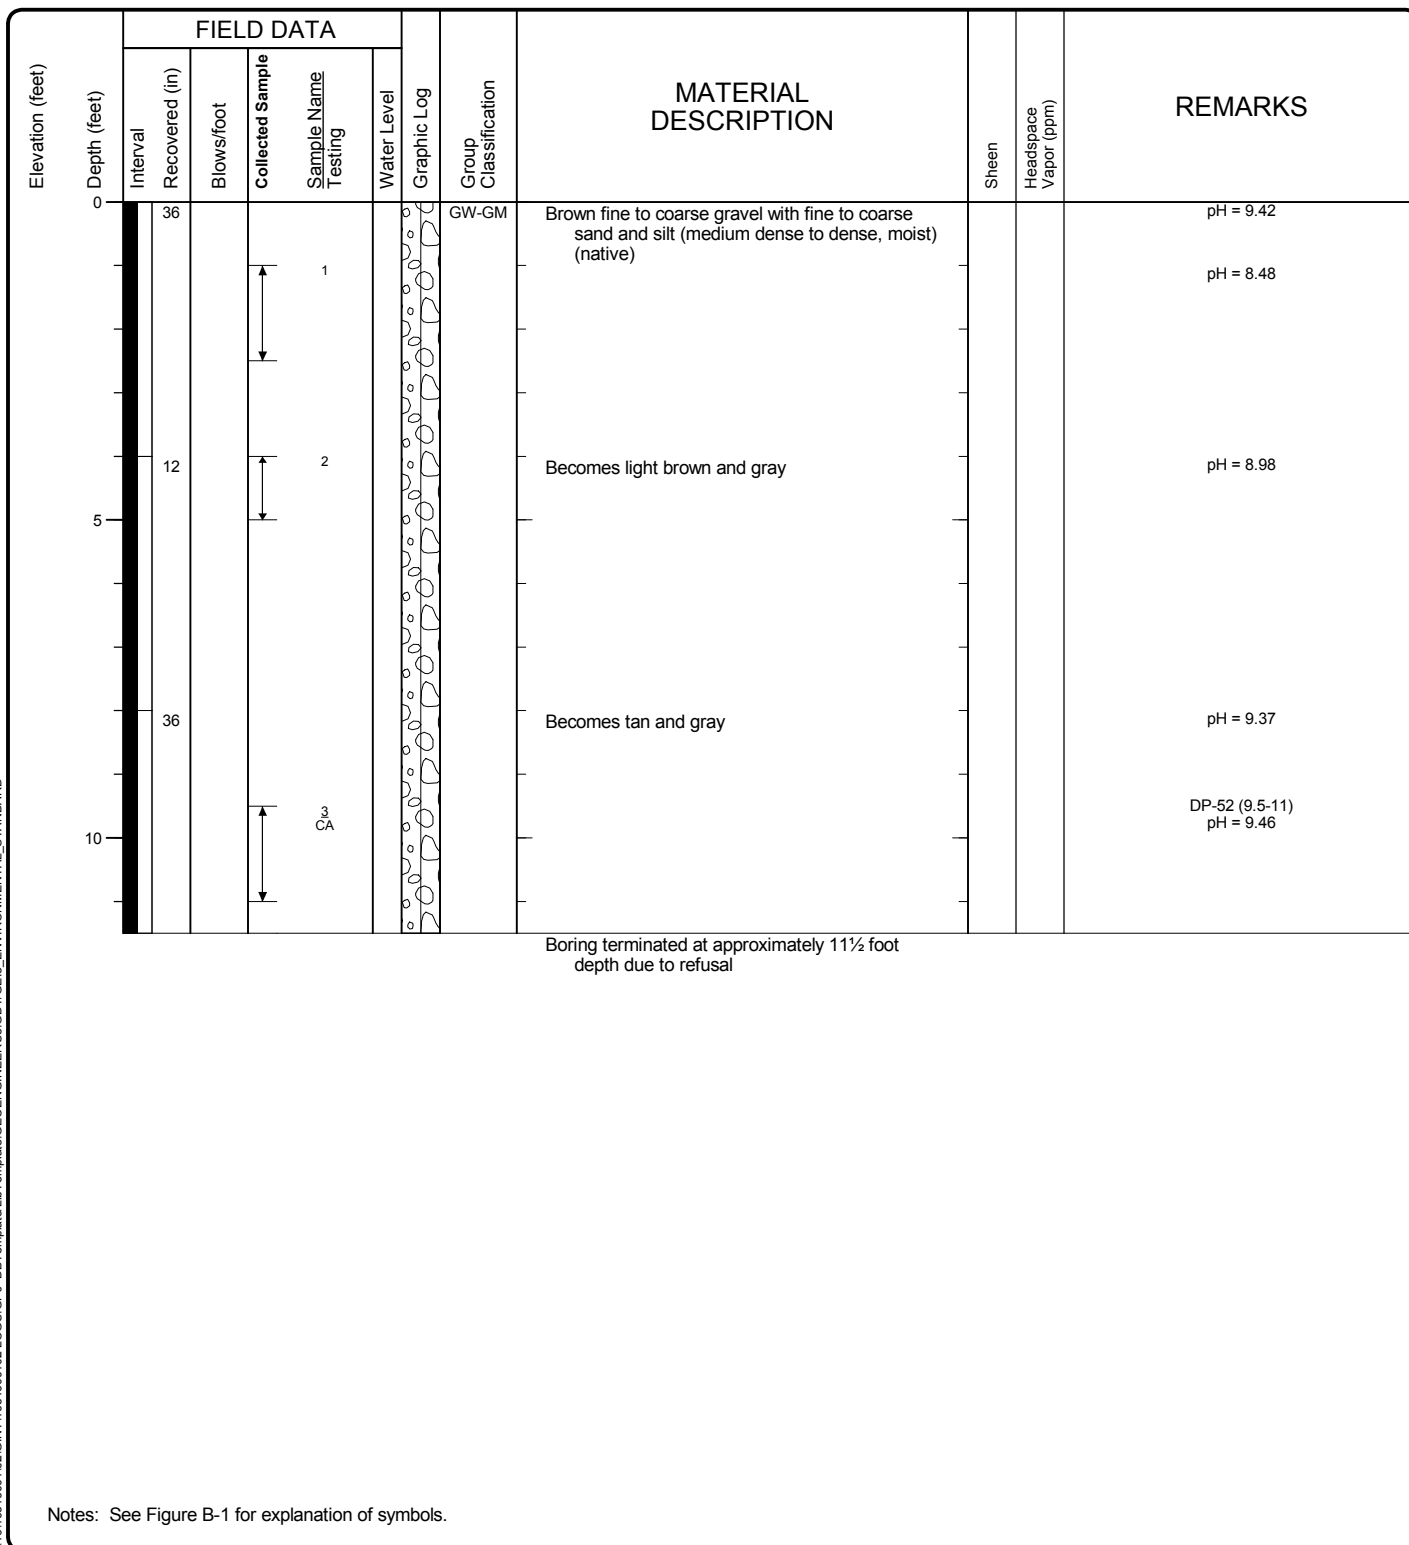 FIELD DATA
Elevation (feet)
Depth (feet)
Interval
Recovered (in)
Blows/foot
Collected Sample
Sample Name
Testing
Water Level
Graphic Log
Group
Classification
MATERIAL
DESCRIPTION
Sheen
Headspace
Vapor (ppm)
REMARKS
0
36
GW-GM
Brown fine to coarse gravel with fine to coarse
sand and silt (medium dense to dense, moist)
(native)
pH = 9.42
1
pH = 8.48
12
2
Becomes light brown and gray
pH = 8.98
5
36
Becomes tan and gray
pH = 9.37
3
CA
DP-52 (9.5-11)
pH = 9.46
10
Boring terminated at approximately 11½ foot
depth due to refusal
Notes: See Figure B-1 for explanation of symbols.